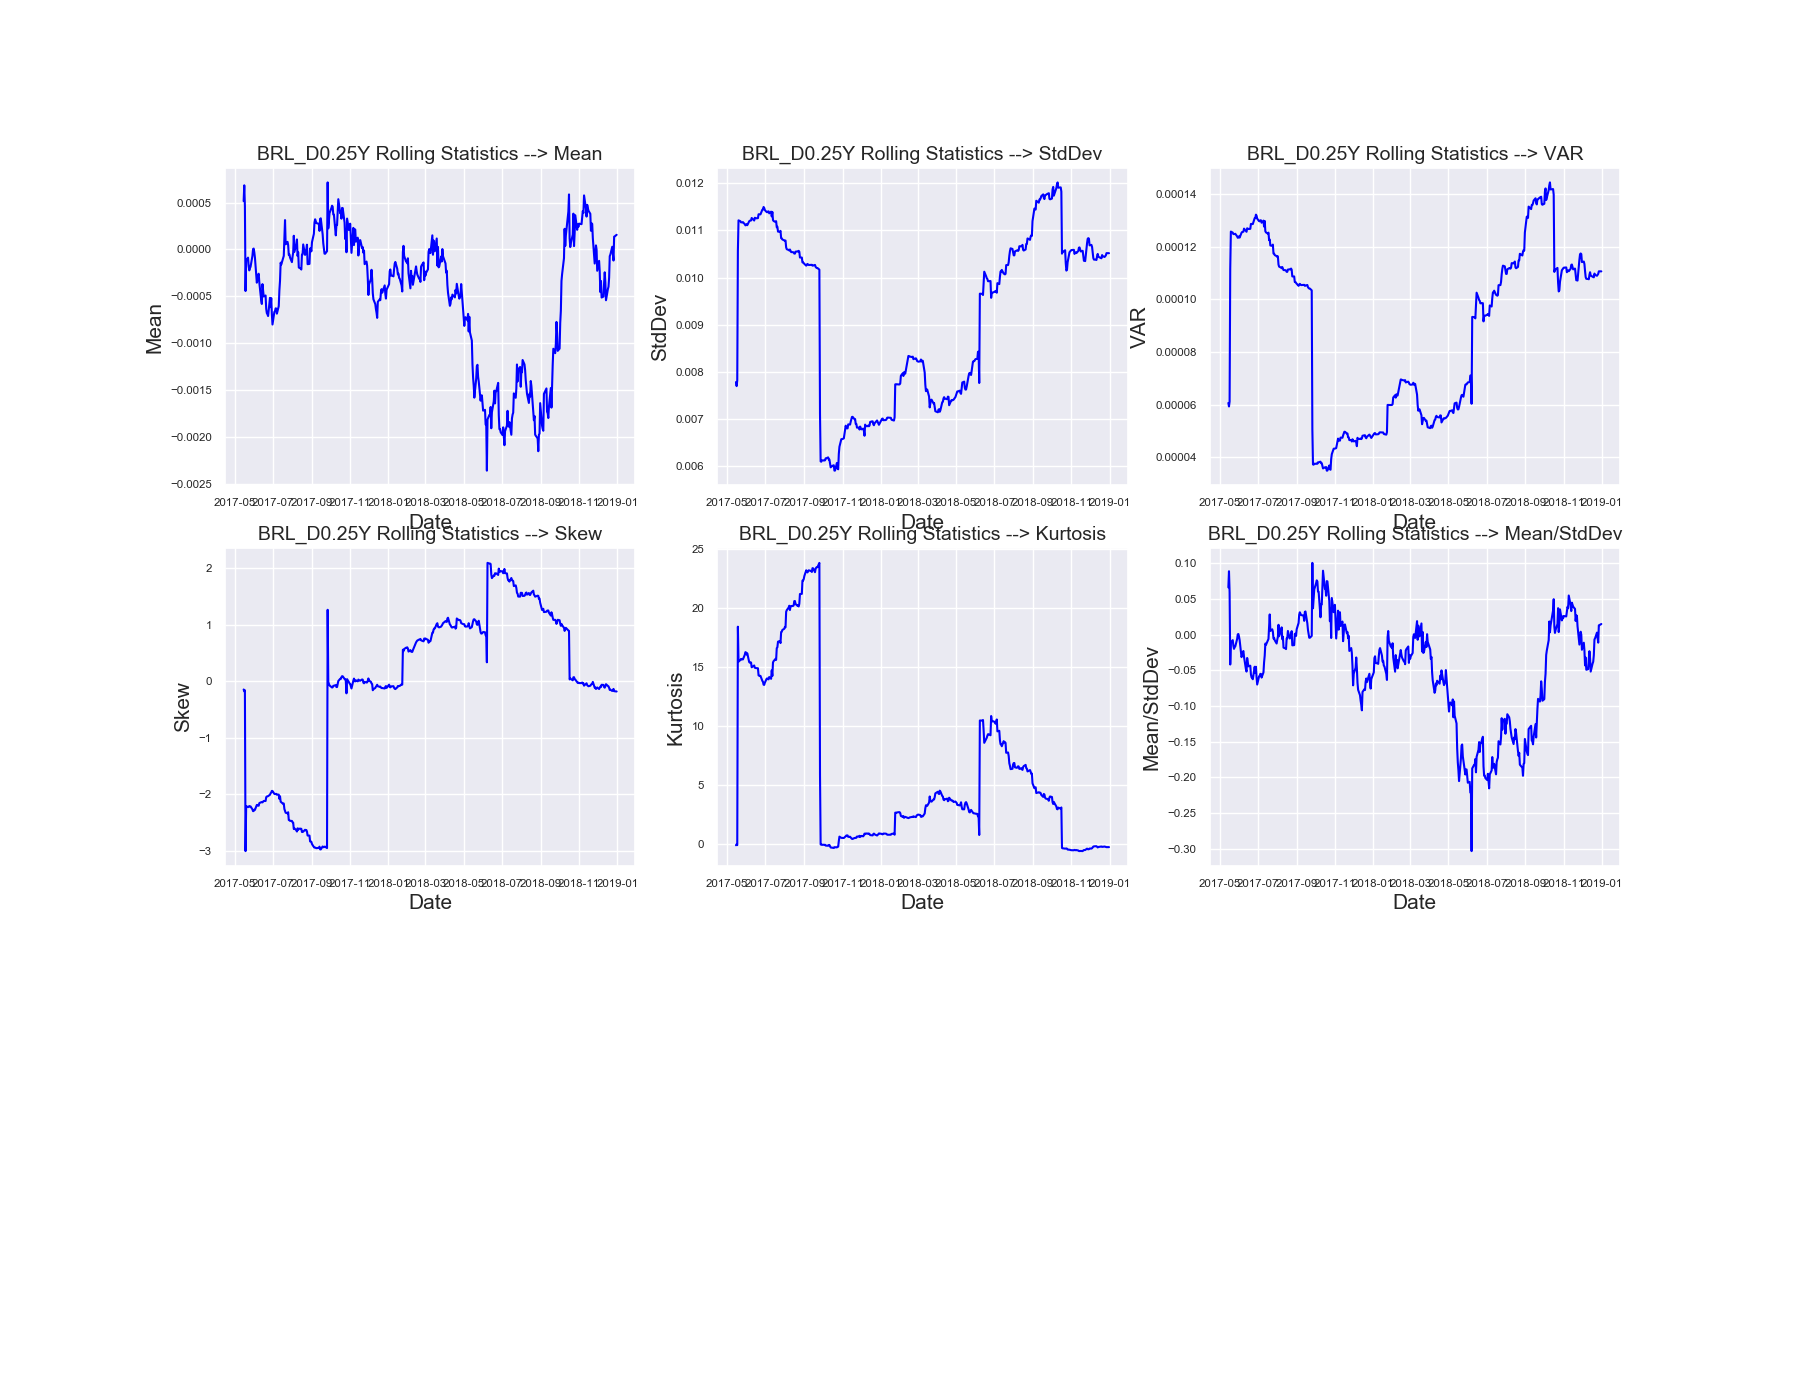 BRL_D0.25Y Rolling Statistics --> Mean
0.0005
0.0000
−0.0005
−0.0010
−0.0015
−0.0020
−0.0025
Mean
2017-05 2017-07 2017-09 2017-11 2018-01 2018-03 2018-05 2018-07 2018-09 2018-11 2019-01
Date
BRL_D0.25Y Rolling Statistics --> StdDev
0.012
0.011
0.010
0.009
0.008
0.007
0.006
StdDev
2017-05 2017-07 2017-09 2017-11 2018-01 2018-03 2018-05 2018-07 2018-09 2018-11 2019-01
Date
BRL_D0.25Y Rolling Statistics --> VAR
0.00014
0.00012
0.00010
0.00008
0.00006
0.00004
VAR
2017-05 2017-07 2017-09 2017-11 2018-01 2018-03 2018-05 2018-07 2018-09 2018-11 2019-01
Date
BRL_D0.25Y Rolling Statistics --> Skew
2
1
0
−1
−2
−3
Skew
2017-05 2017-07 2017-09 2017-11 2018-01 2018-03 2018-05 2018-07 2018-09 2018-11 2019-01
Date
BRL_D0.25Y Rolling Statistics --> Kurtosis
25
20
15
10
5
0
Kurtosis
2017-05 2017-07 2017-09 2017-11 2018-01 2018-03 2018-05 2018-07 2018-09 2018-11 2019-01
Date
BRL_D0.25Y Rolling Statistics --> Mean/StdDev
0.10
0.05
0.00
−0.05
−0.10
−0.15
−0.20
−0.25
−0.30
Mean/StdDev
2017-05 2017-07 2017-09 2017-11 2018-01 2018-03 2018-05 2018-07 2018-09 2018-11 2019-01
Date